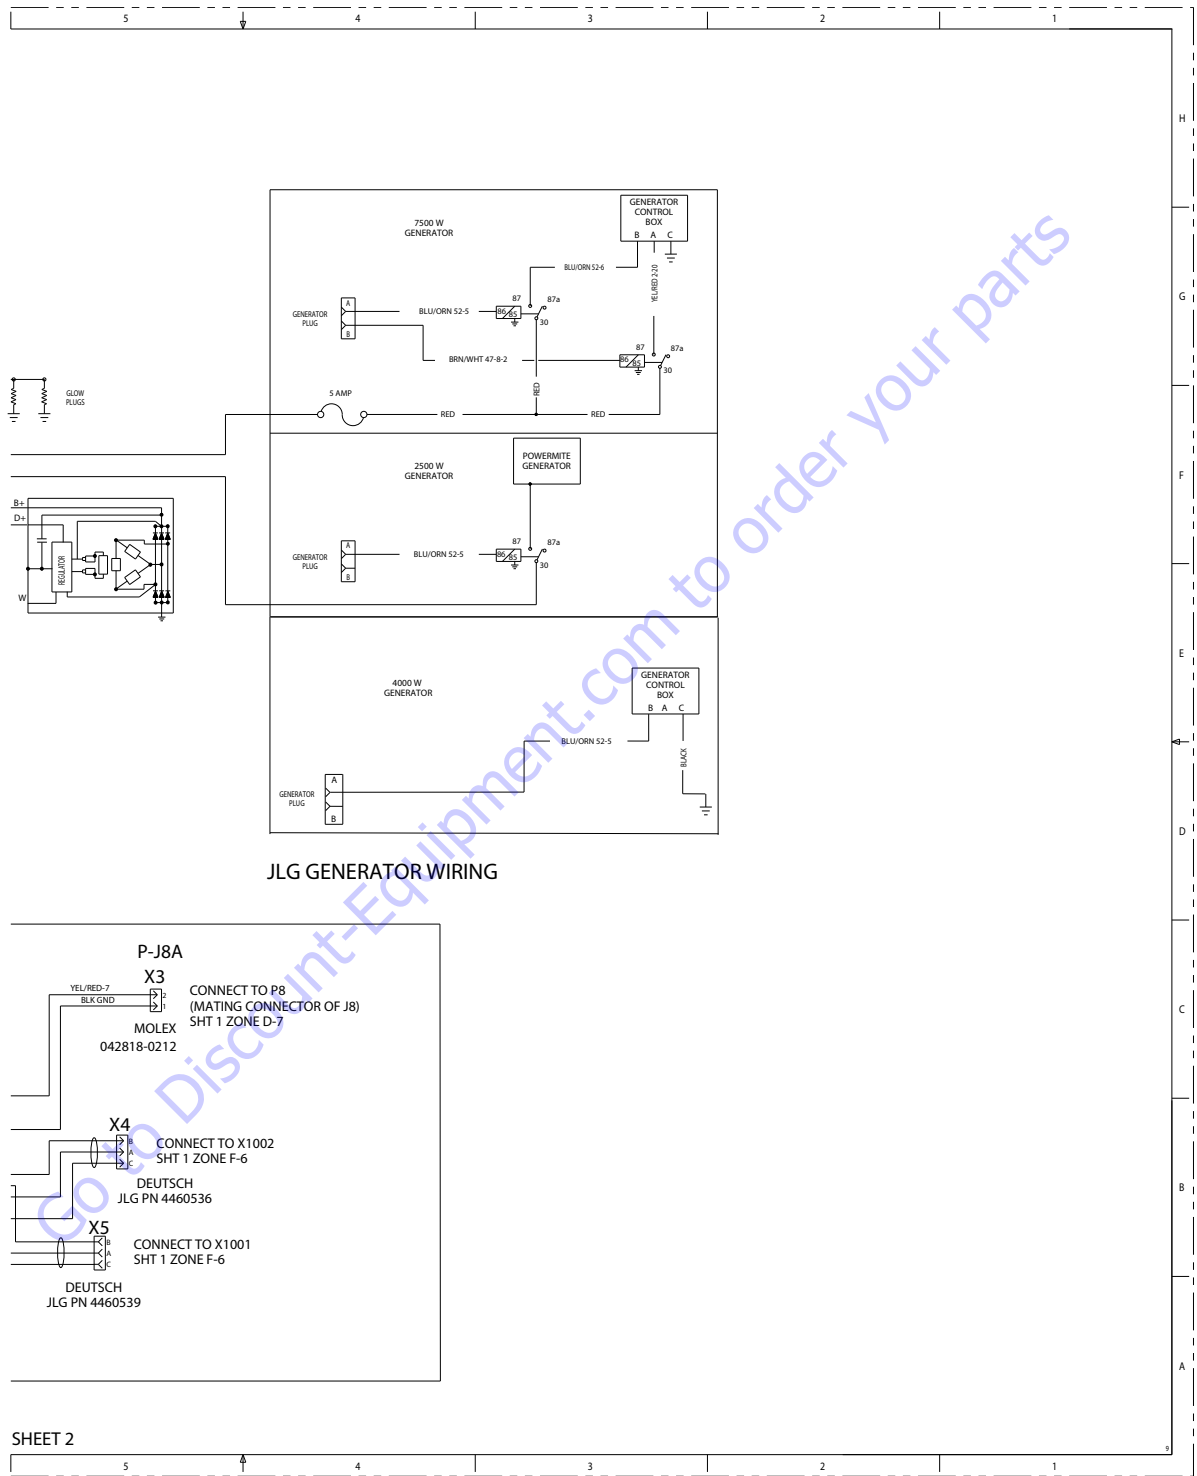 5 4 3 2 1
H
G
F
E
D
C
B
A
7500 W
GENERATOR
GENERATOR
CONTROL
BOX
B A C
BLU/ORN 52-6
YEL/RED 2-20
GENERATOR
PLUG
A
B
BLU/ORN 52-5
86 85
87
87a
30
BRN/WHT 47-8-2
86 85
87
87a
30
RED
5 AMP
RED
RED
GLOW
PLUGS
2500 W
GENERATOR
POWERMITE
GENERATOR
GENERATOR
PLUG
A
B
BLU/ORN 52-5
86 85
87
87a
30
B+
D+
W
REGULATOR
4000 W
GENERATOR
GENERATOR
CONTROL
BOX
B A C
BLU/ORN 52-5
BLACK
GENERATOR
PLUG
A
B
JLG GENERATOR WIRING
P-J8A
X3
YEL/RED-7
BLK GND
2
1
CONNECT TO P8
(MATING CONNECTOR OF J8)
SHT 1 ZONE D-7
MOLEX
042818-0212
X4
B
A
C
CONNECT TO X1002
SHT 1 ZONE F-6
DEUTSCH
JLG PN 4460536
X5
B
A
C
CONNECT TO X1001
SHT 1 ZONE F-6
DEUTSCH
JLG PN 4460539
SHEET 2
9
5 4 3 2 1
Go to Discount-Equipment.com to order your parts